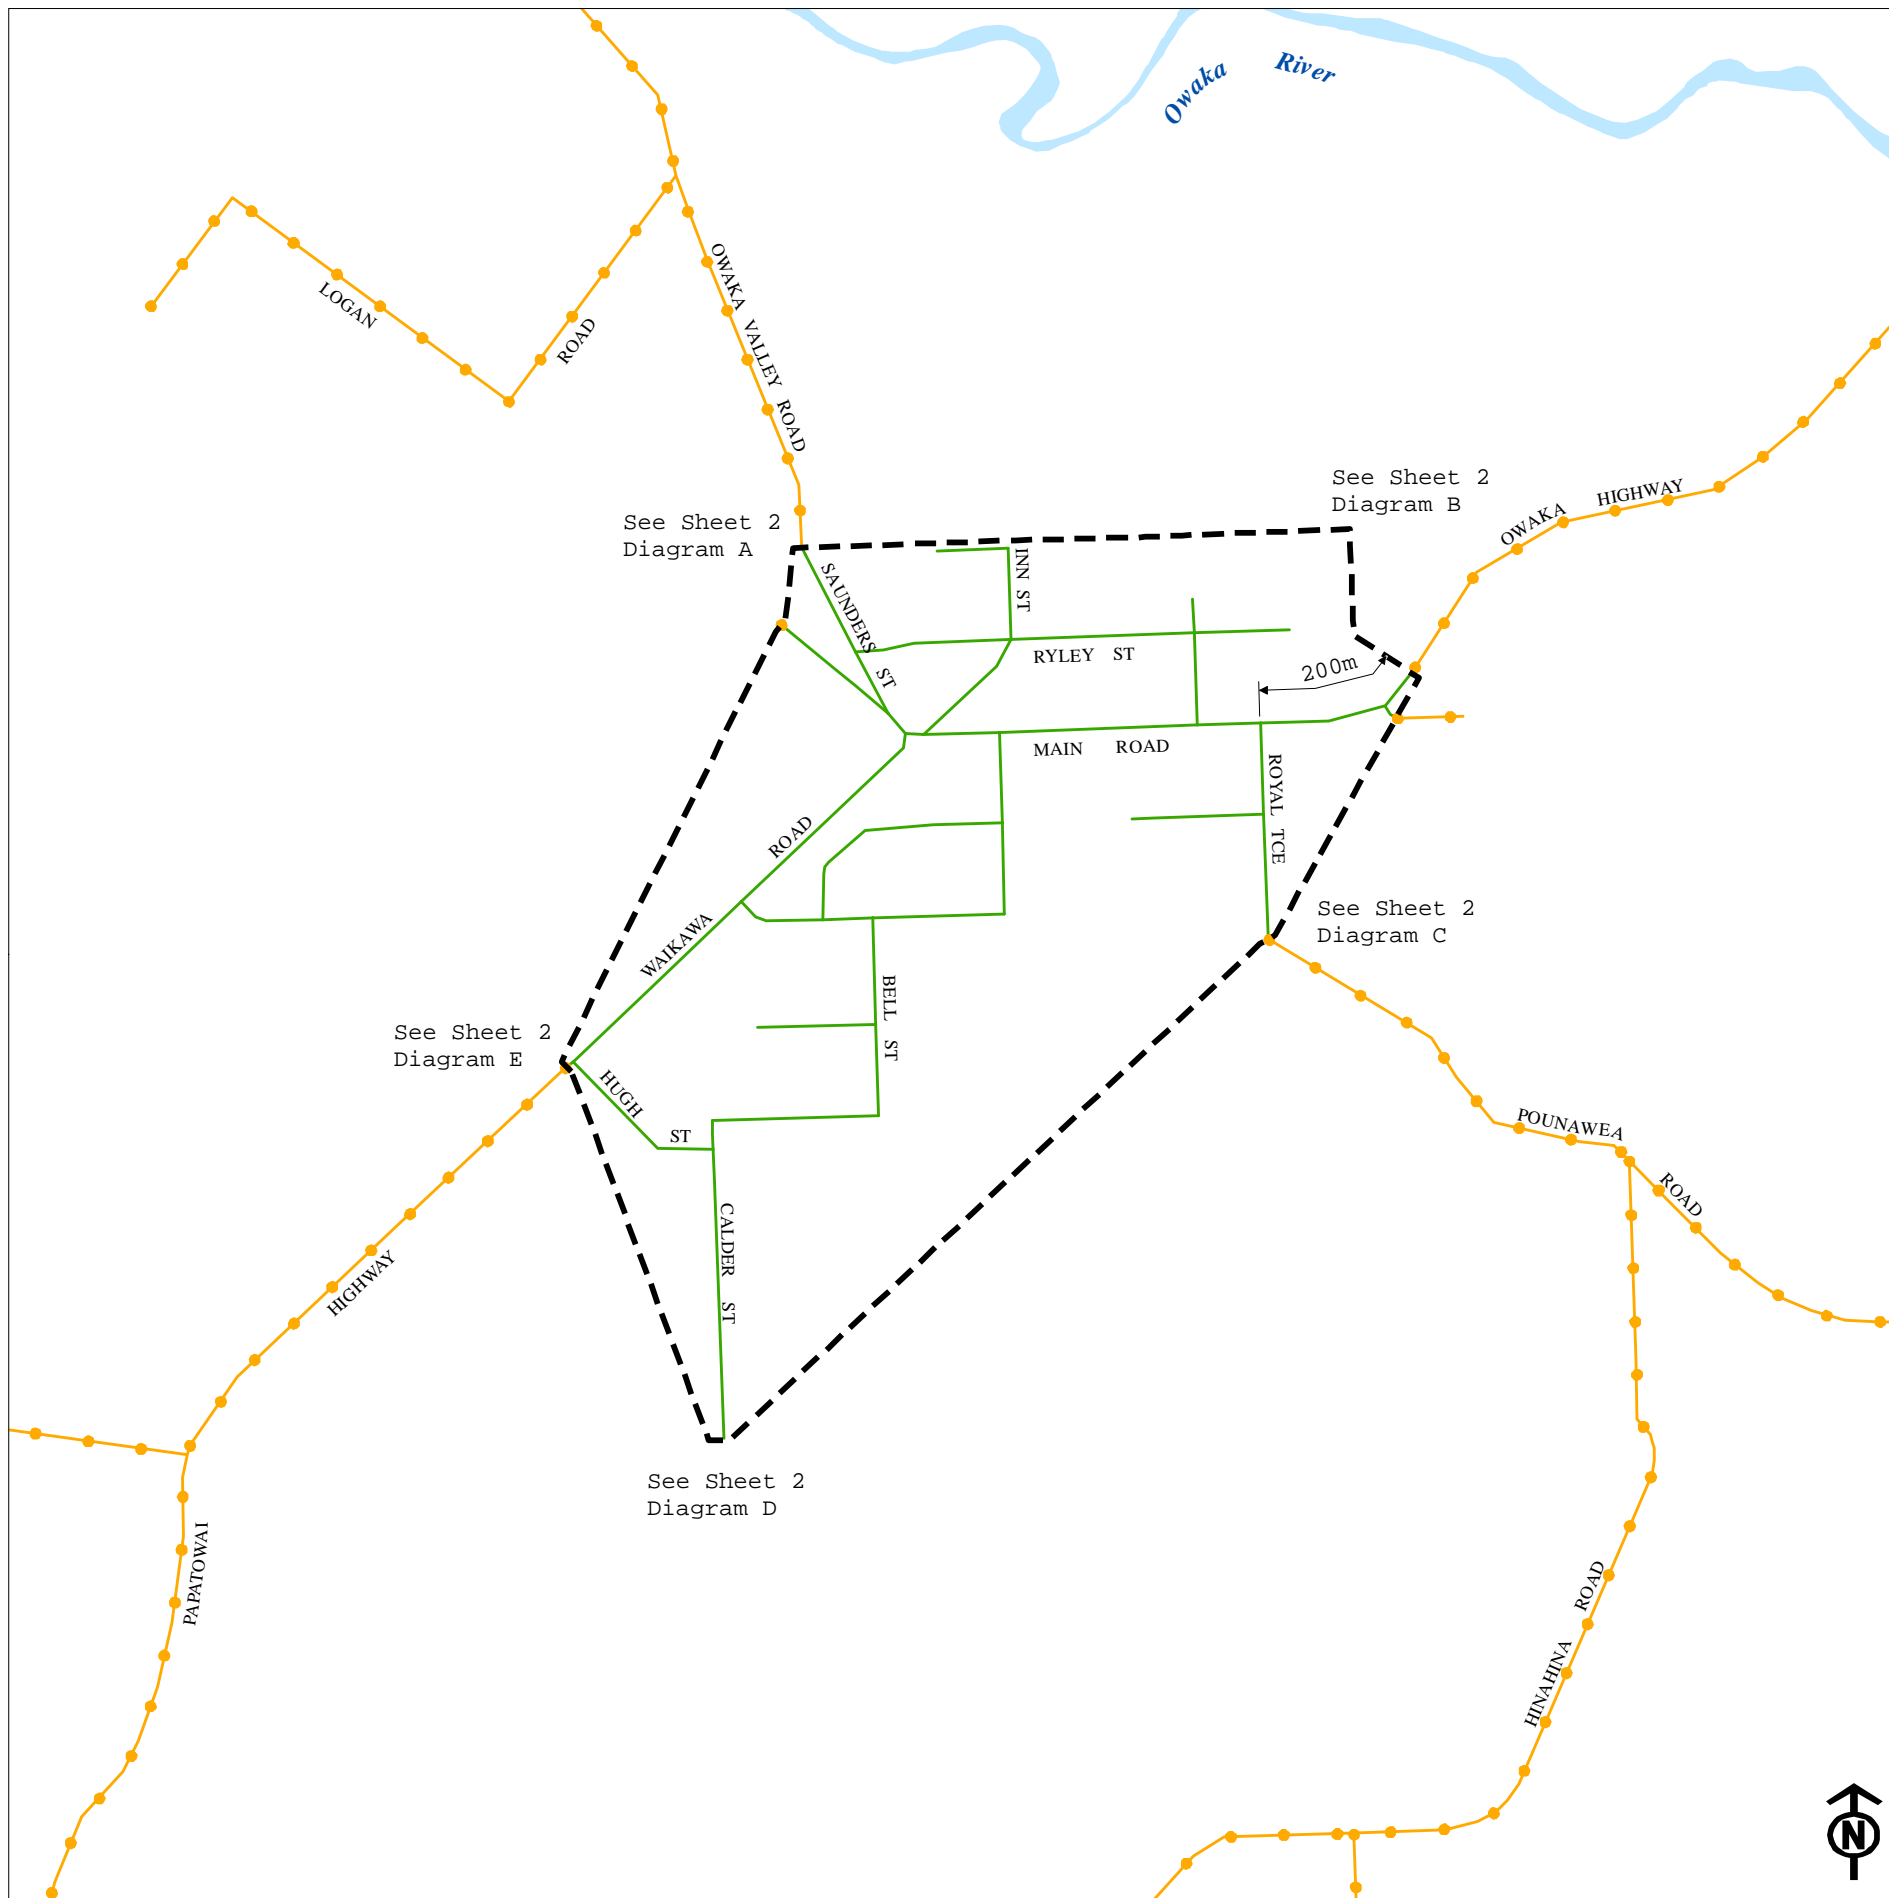 Owaka River
LOGAN ROAD
OWAKA VALLEY ROAD
See Sheet 2
Diagram A
See Sheet 2
Diagram B
OWAKA HIGHWAY
SAUNDERS ST
INN ST
RYLEY ST
200m
MAIN ROAD
ROYAL TCE
WAIKAWA ROAD
See Sheet 2
Diagram C
BELL ST
See Sheet 2
Diagram E
HUGH ST
POUNAWEA ROAD
CALDER ST
HIGHWAY
See Sheet 2
Diagram D
PAPATOWAI
HINAHINA ROAD
N